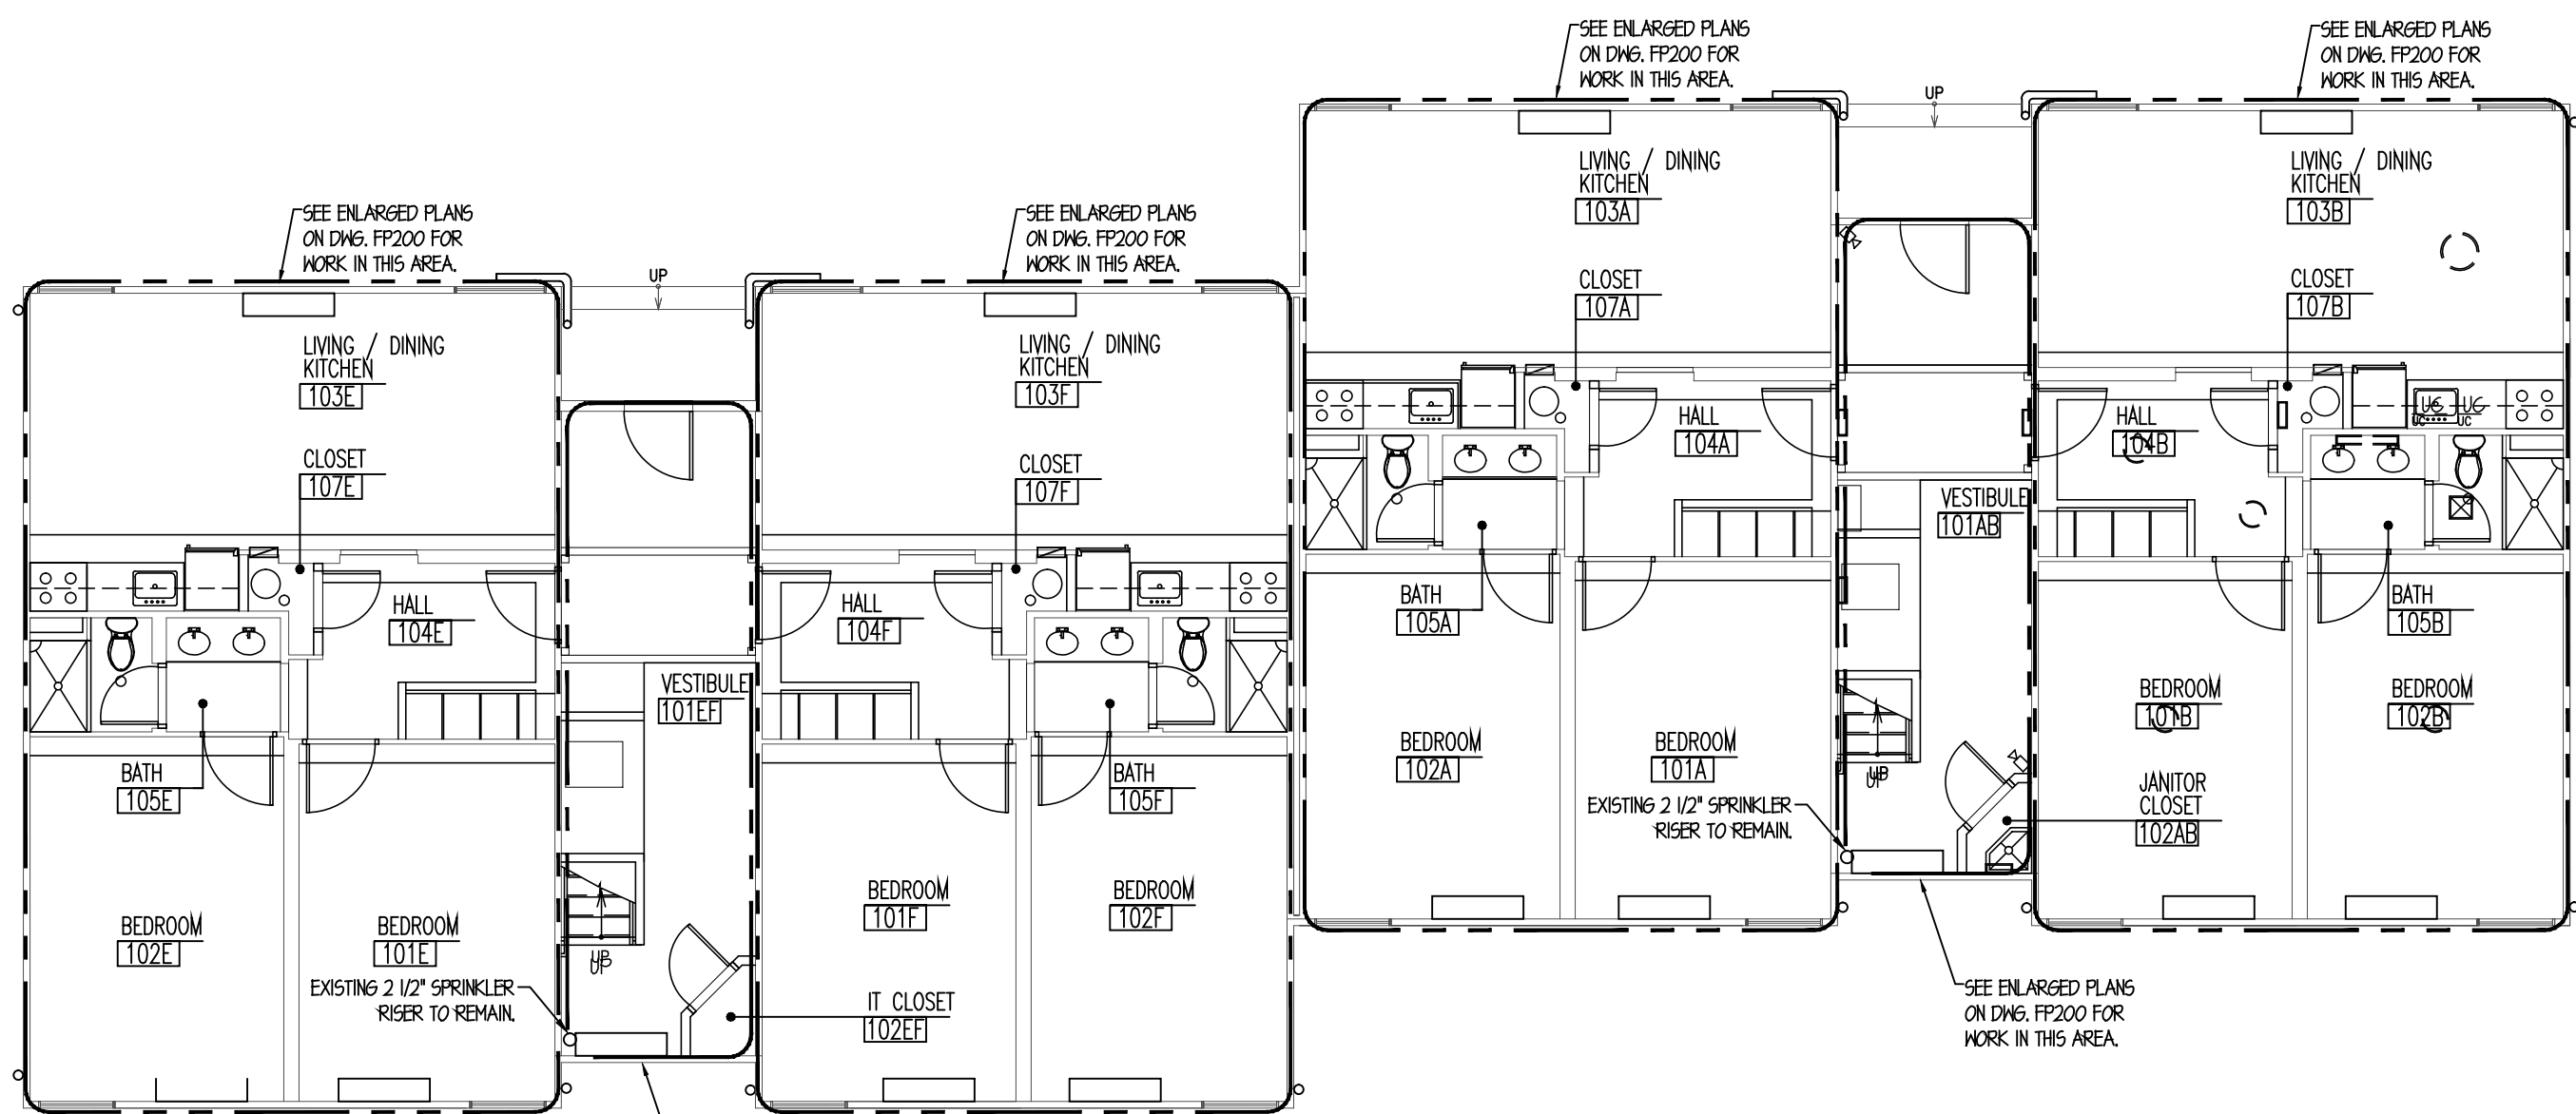 SEE ENLARGED PLANS
ON DWG. FP200 FOR
WORK IN THIS AREA.
SEE ENLARGED PLANS
ON DWG. FP200 FOR
WORK IN THIS AREA.
UP
LIVING / DINING
KITCHEN
103A
LIVING / DINING
KITCHEN
103B
SEE ENLARGED PLANS
ON DWG. FP200 FOR
WORK IN THIS AREA.
SEE ENLARGED PLANS
ON DWG. FP200 FOR
WORK IN THIS AREA.
UP
CLOSET
107A
CLOSET
107B
LIVING / DINING
KITCHEN
103E
LIVING / DINING
KITCHEN
103F
HALL
104A
HALL
104B
UC UC
UC UC
CLOSET
107E
CLOSET
107F
VESTIBULE
101AB
HALL
104E
HALL
104F
BATH
105A
BATH
105B
VESTIBULE
101EF
BEDROOM
102A
BEDROOM
101A
BEDROOM
101B
BEDROOM
102B
BATH
105E
BATH
105F
UP
UP
JANITOR
CLOSET
102AB
EXISTING 2 1/2" SPRINKLER
RISER TO REMAIN.
BEDROOM
102E
BEDROOM
101E
BEDROOM
101F
BEDROOM
102F
UP
UP
EXISTING 2 1/2" SPRINKLER
RISER TO REMAIN.
IT CLOSET
102EF
SEE ENLARGED PLANS
ON DWG. FP200 FOR
WORK IN THIS AREA.